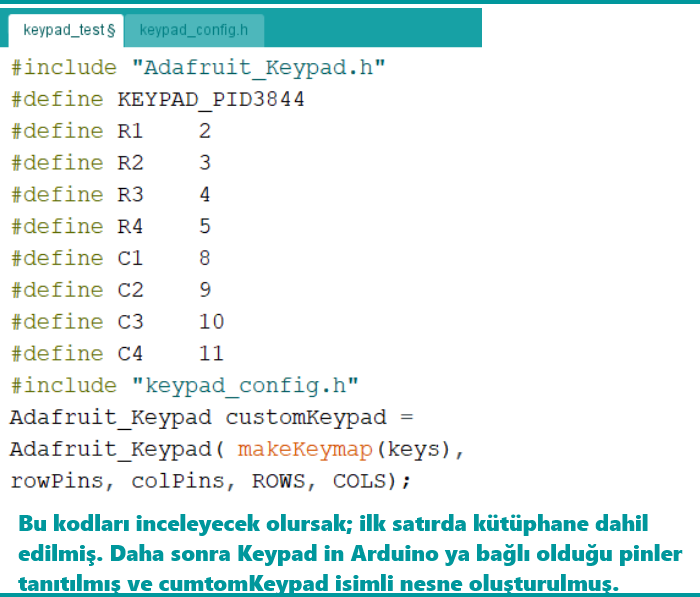 keypad_test§ keypad_config.h
#include "Adafruit_Keypad.h"
#define KEYPAD_PID3844
#define R1 2
#define R2 3
#define R3 4
#define R4 5
#define C1 8
#define C2 9
#define C3 10
#define C4 11
#include "keypad_config.h"
Adafruit_Keypad customKeypad =
Adafruit_Keypad( makeKeymap(keys),
rowPins, colPins, ROWS, COLS);
Bu kodları inceleyecek olursak; ilk satırda kütüphane dahil
edilmiş. Daha sonra Keypad in Arduino ya bağlı olduğu pinler
tanıtılmış ve cumtomKeypad isimli nesne oluşturulmuş.